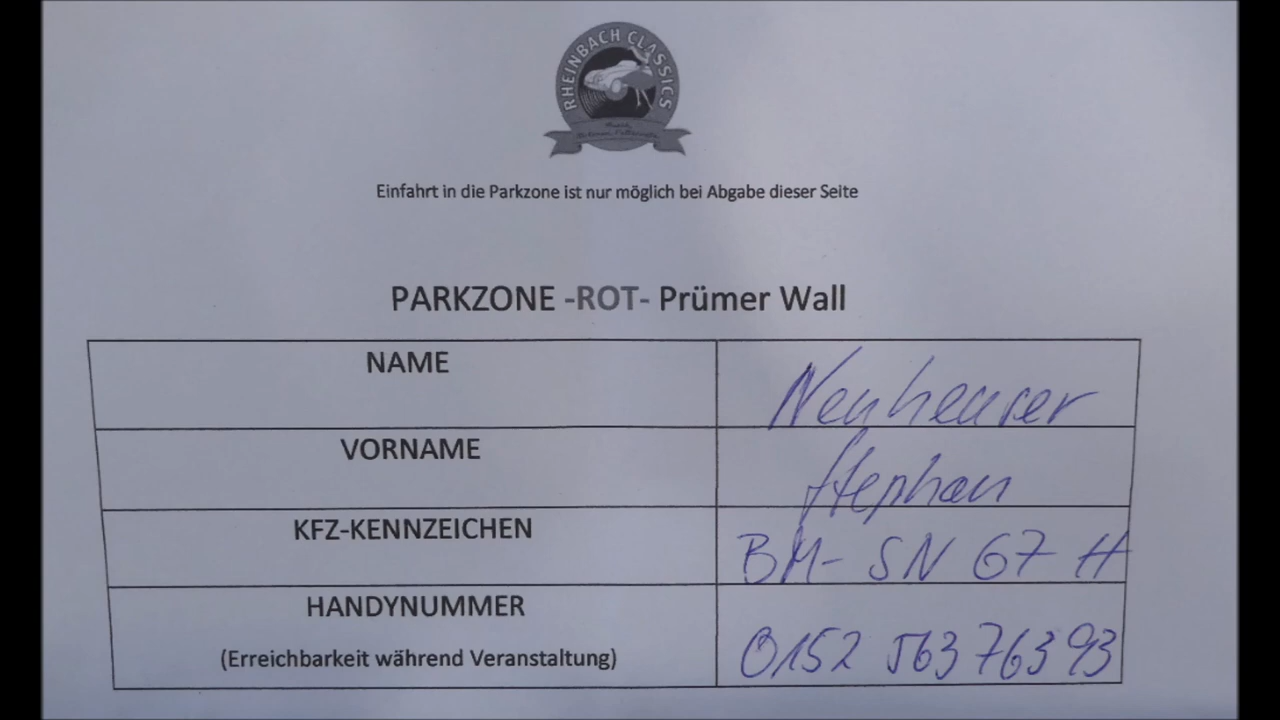 RHEINBACH CLASSICS
Einfahrt in die Parkzone ist nur möglich bei Abgabe dieser Seite
PARKZONE -ROT- Prümer Wall
NAME Neuheuser
VORNAME Stephan
KFZ-KENNZEICHEN BM- SN 67 H
HANDYNUMMER
(Erreichbarkeit während Veranstaltung) 0152 563 763 93